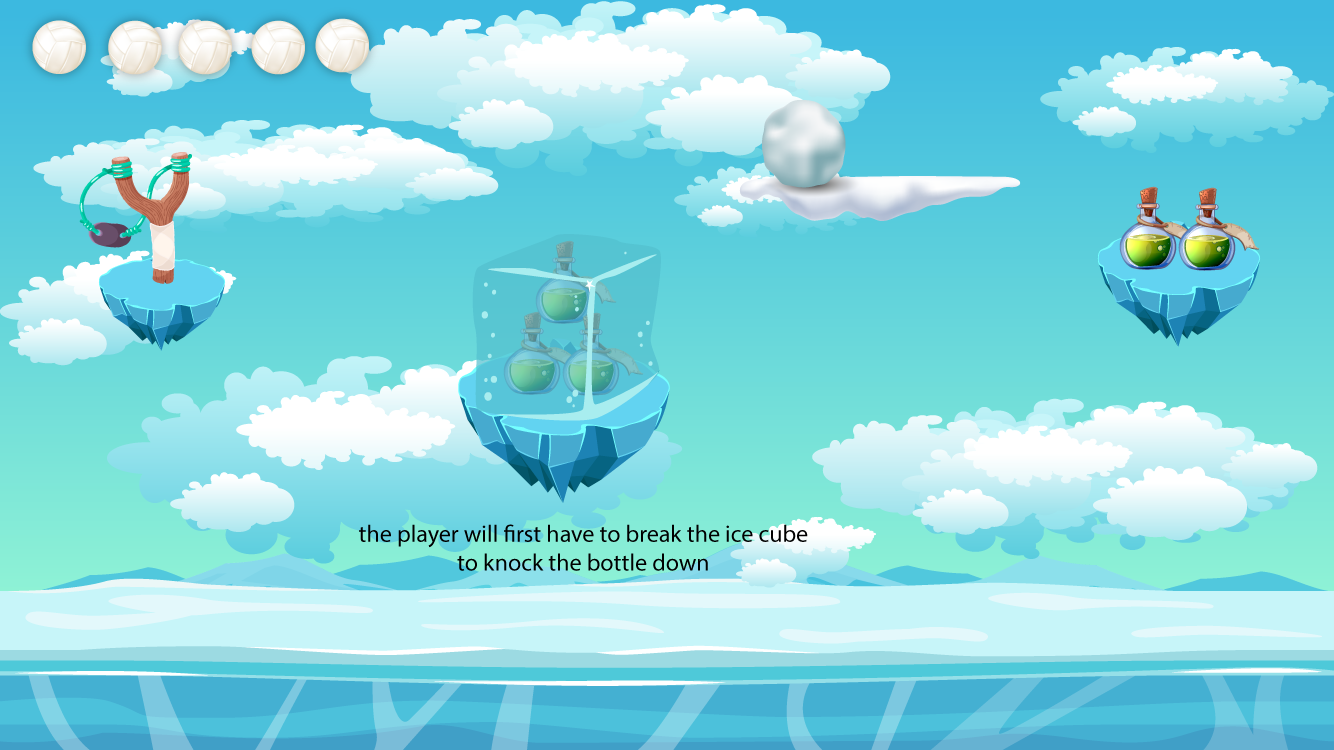 the player will first have to break the ice cube
to knock the bottle down